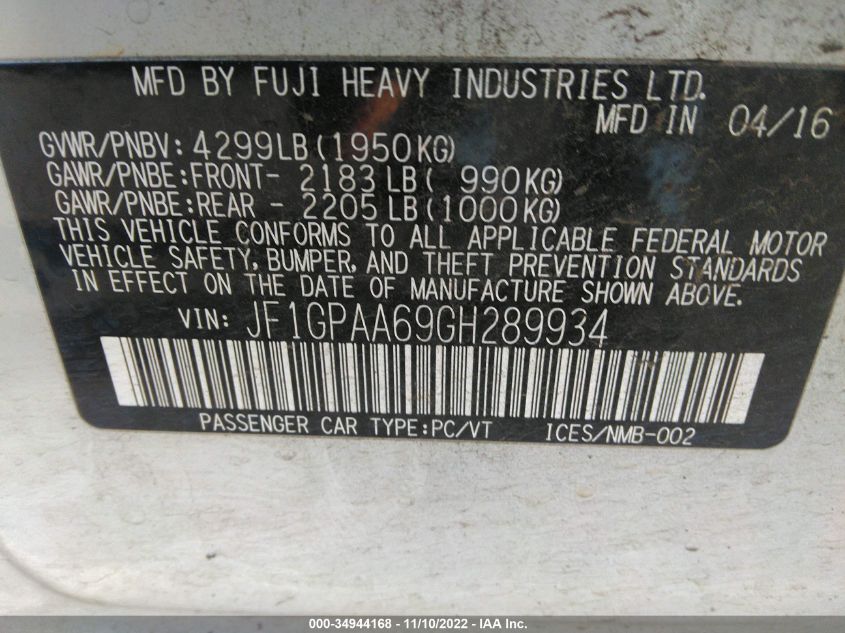 MFD BY FUJI HEAVY INDUSTRIES LTD.
MFD IN 04/16
GVWR/PNBV: 4299LB(1950KG)
GAWR/PNBE:FRONT- 2183 LB( 990KG)
GAWR/PNBE:REAR - 2205 LB(1000KG)
THIS VEHICLE CONFORMS TO ALL APPLICABLE FEDERAL MOTOR
VEHICLE SAFETY, BUMPER, AND THEFT PREVENTION STANDARDS
IN EFFECT ON THE DATE OF MANUFACTURE SHOWN ABOVE.
VIN: JF1GPAA69GH289934
PASSENGER CAR TYPE:PC/VT ICES/NMB-002
000-34944168 - 11/10/2022 - IAA Inc.